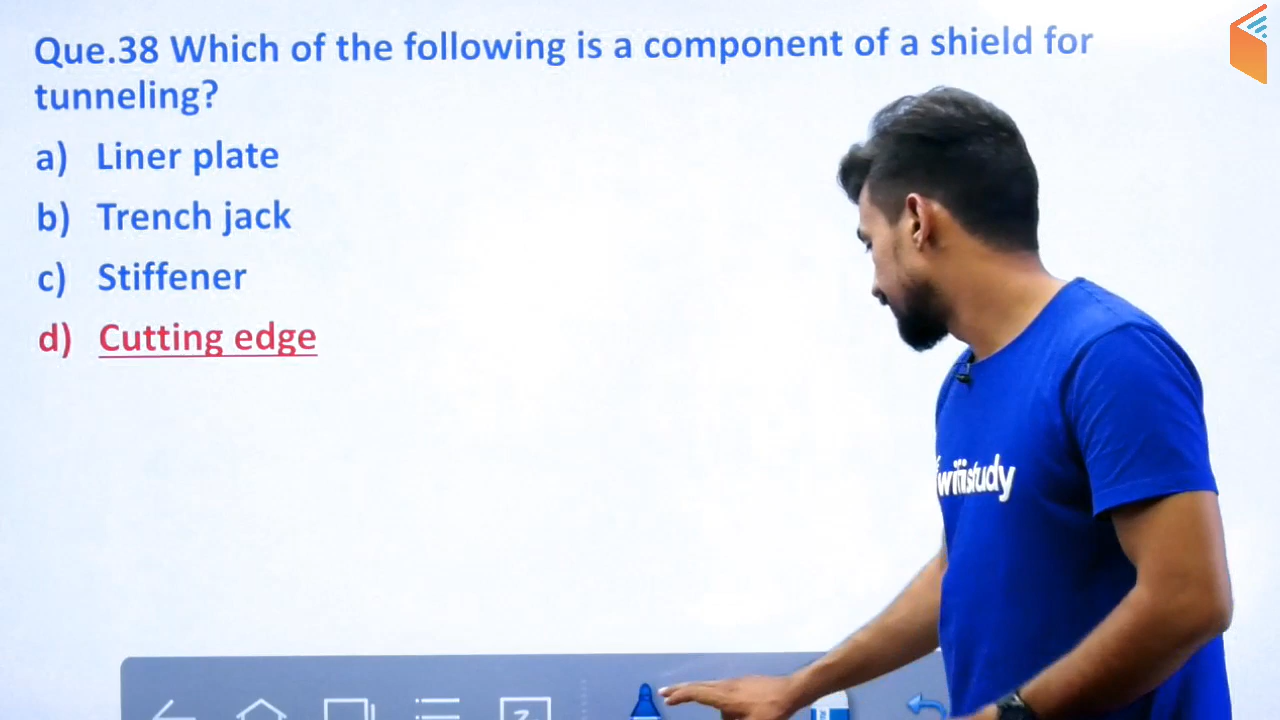 Que.38 Which of the following is a component of a shield for
tunneling?
a) Liner plate
b) Trench jack
c) Stiffener
d) Cutting edge
wifistudy